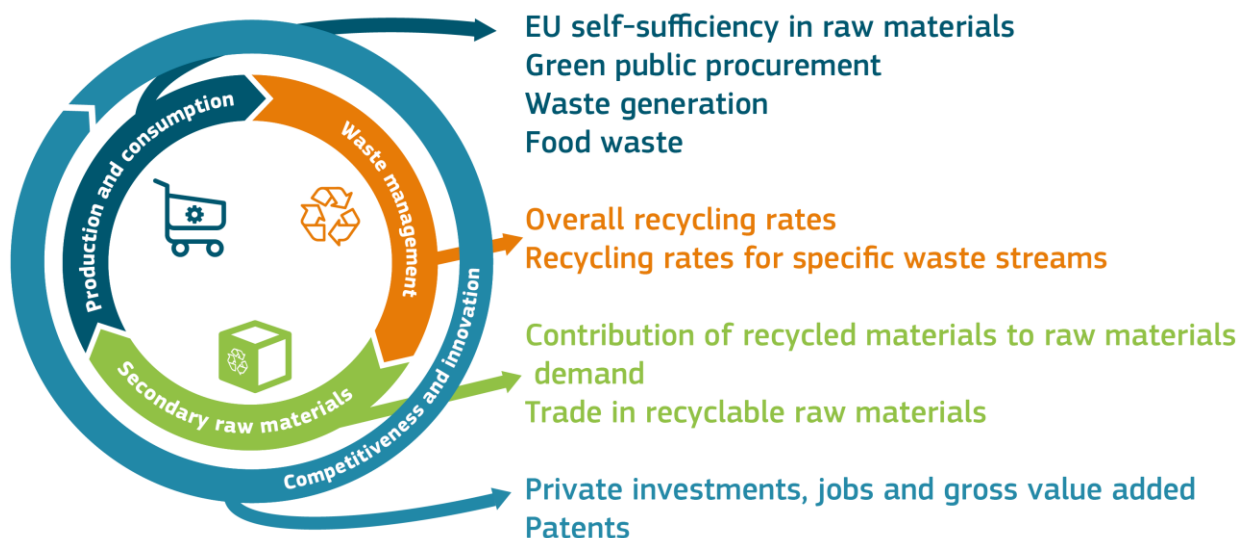 EU self-sufficiency in raw materials
Green public procurement
Waste generation
Food waste
Production and consumption
Waste management
Overall recycling rates
Recycling rates for specific waste streams
Secondary raw materials
Contribution of recycled materials to raw materials
demand
Trade in recyclable raw materials
Competitiveness and innovation
Private investments, jobs and gross value added
Patents